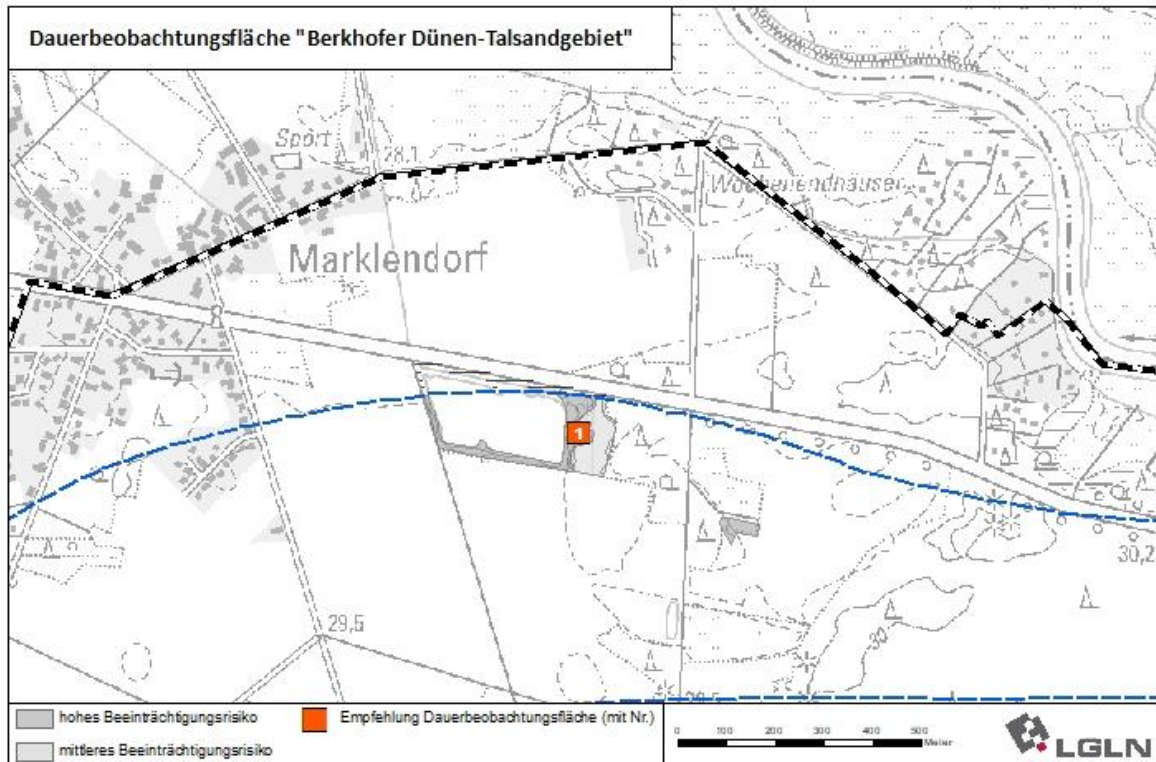 Dauerbeobachtungsfläche "Berkhofer Dünen-Talsandgebiet"
Sport
28,1
Wochenendhäuser
Marklendorf
1
30,2
29,5
30
hohes Beeinträchtigungsrisiko
Empfehlung Dauerbeobachtungsfläche (mit Nr.)
mittleres Beeinträchtigungsrisiko
0 100 200 300 400 500
Meter
LGLN